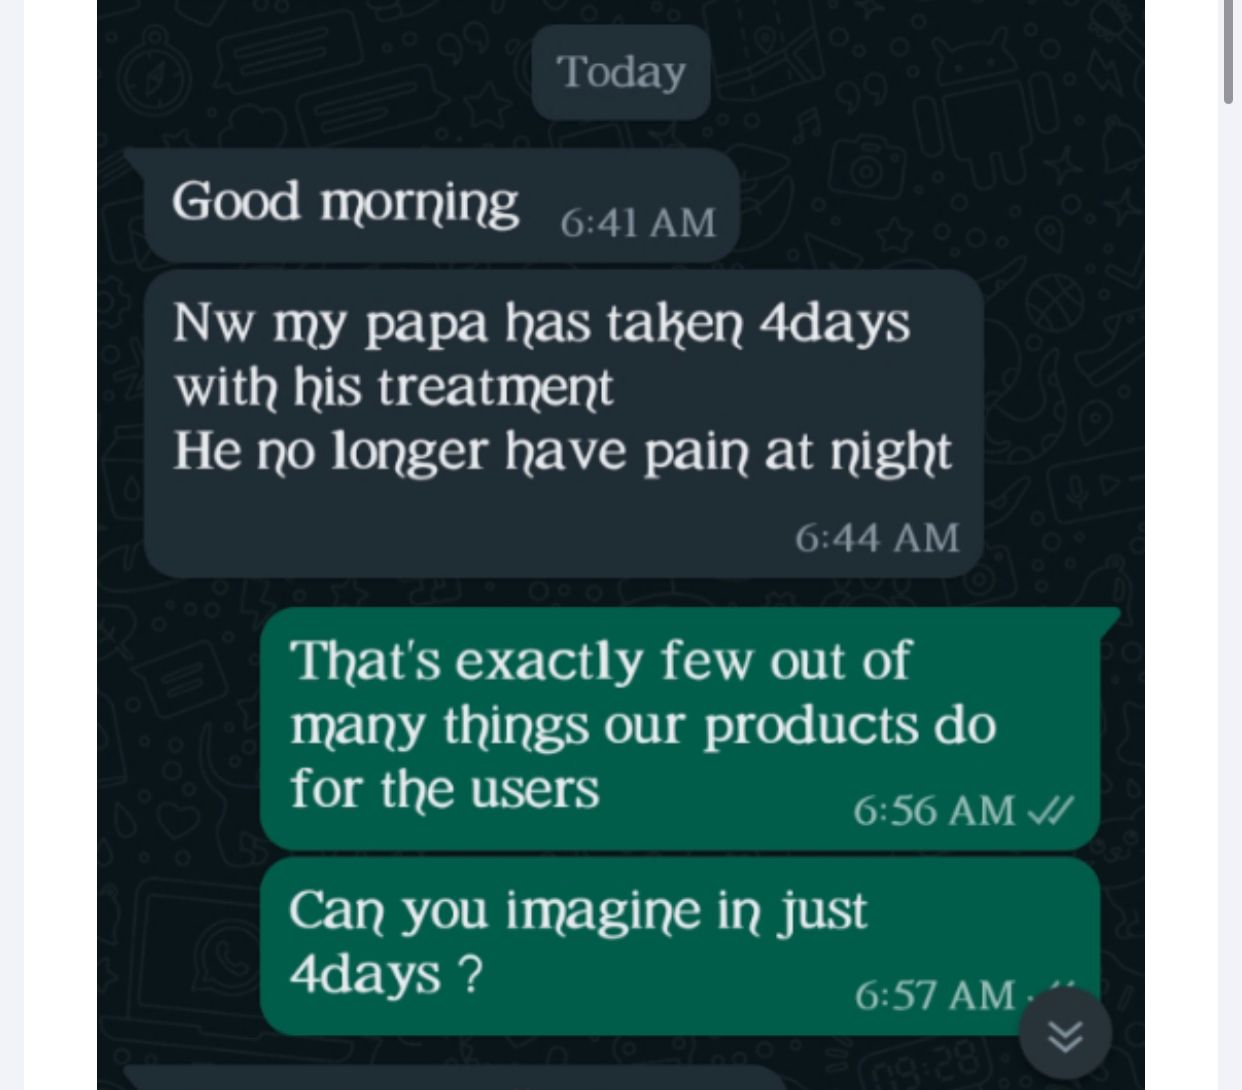 Today
Good morning
6:41 AM
Nw my papa has taken 4days
with his treatment
He no longer have pain at night
6:44 AM
That's exactly few out of
many things our products do
for the users
6:56 AM
Can you imagine in just
4days ?
6:57 AM